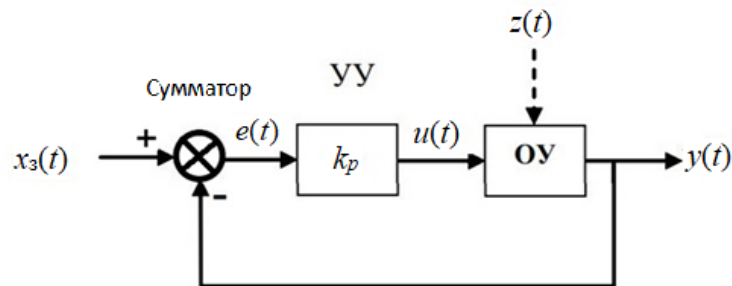 z(t)
УУ
Сумматор
+ e(t) u(t)
xз(t) kp ОУ y(t)
-